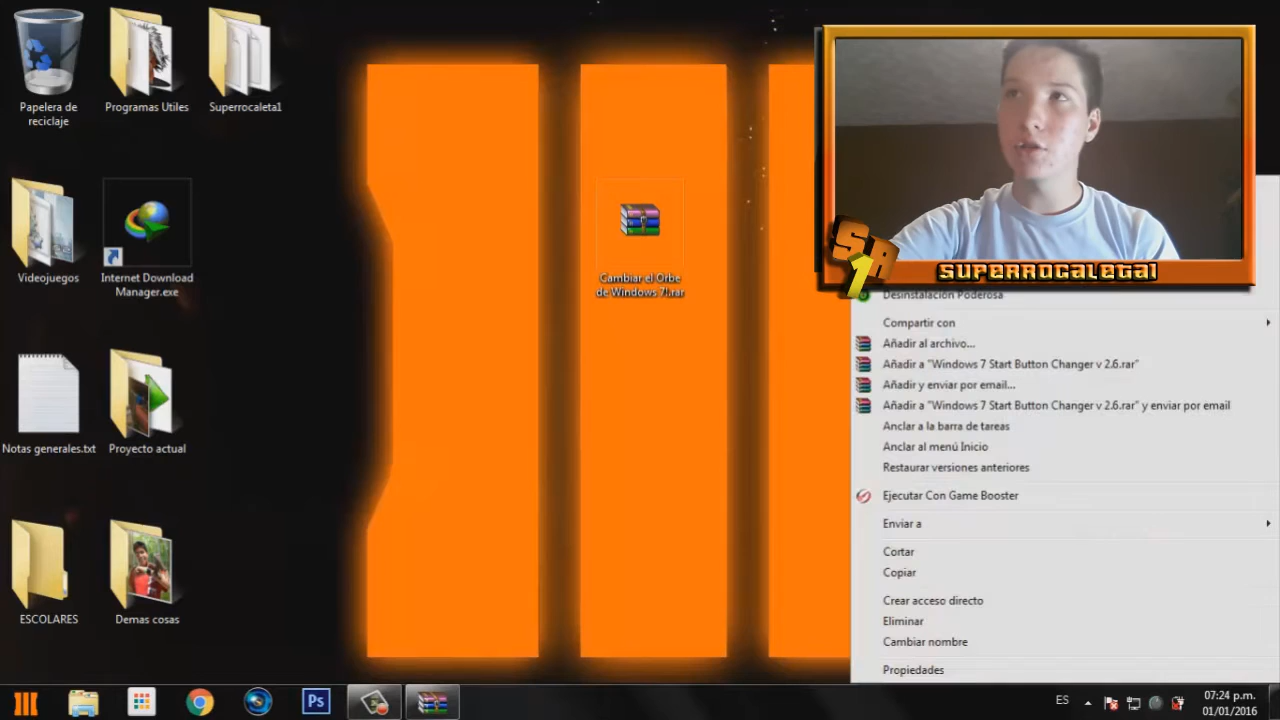 Papelera de
reciclaje
Programas Utiles
Superrocaleta1
Videojuegos
Internet Download
Manager.exe
Cambiar el Orbe
de Windows 7!.rar
Notas generales.txt
Proyecto actual
ESCOLARES
Demas cosas
SR
1
SUPERROCALETA1
Desinstalación Poderosa
Compartir con
Añadir al archivo...
Añadir a "Windows 7 Start Button Changer v 2.6.rar"
Añadir y enviar por email...
Añadir a "Windows 7 Start Button Changer v 2.6.rar" y enviar por email
Anclar a la barra de tareas
Anclar al menú Inicio
Restaurar versiones anteriores
Ejecutar Con Game Booster
Enviar a
Cortar
Copiar
Crear acceso directo
Eliminar
Cambiar nombre
Propiedades
Ps
ES
07:24 p.m.
01/01/2016